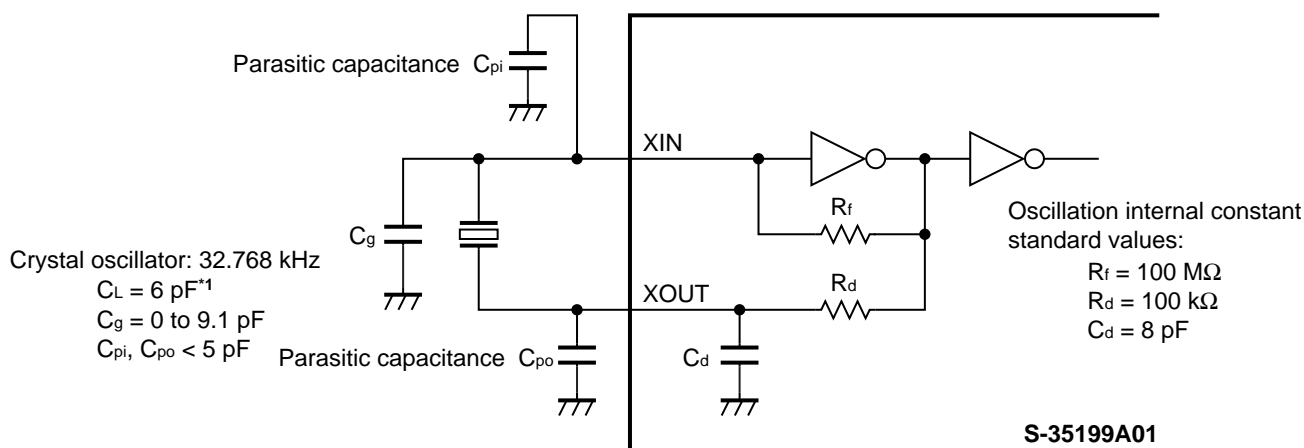 Parasitic capacitance Cpi
XIN
Rf
Cg
Oscillation internal constant
standard values:
Rf = 100 MΩ
Rd = 100 kΩ
Cd = 8 pF
Crystal oscillator: 32.768 kHz
CL = 6 pF*1
Cg = 0 to 9.1 pF
Cpi, Cpo < 5 pF
XOUT
Rd
Parasitic capacitance Cpo
Cd
S-35199A01